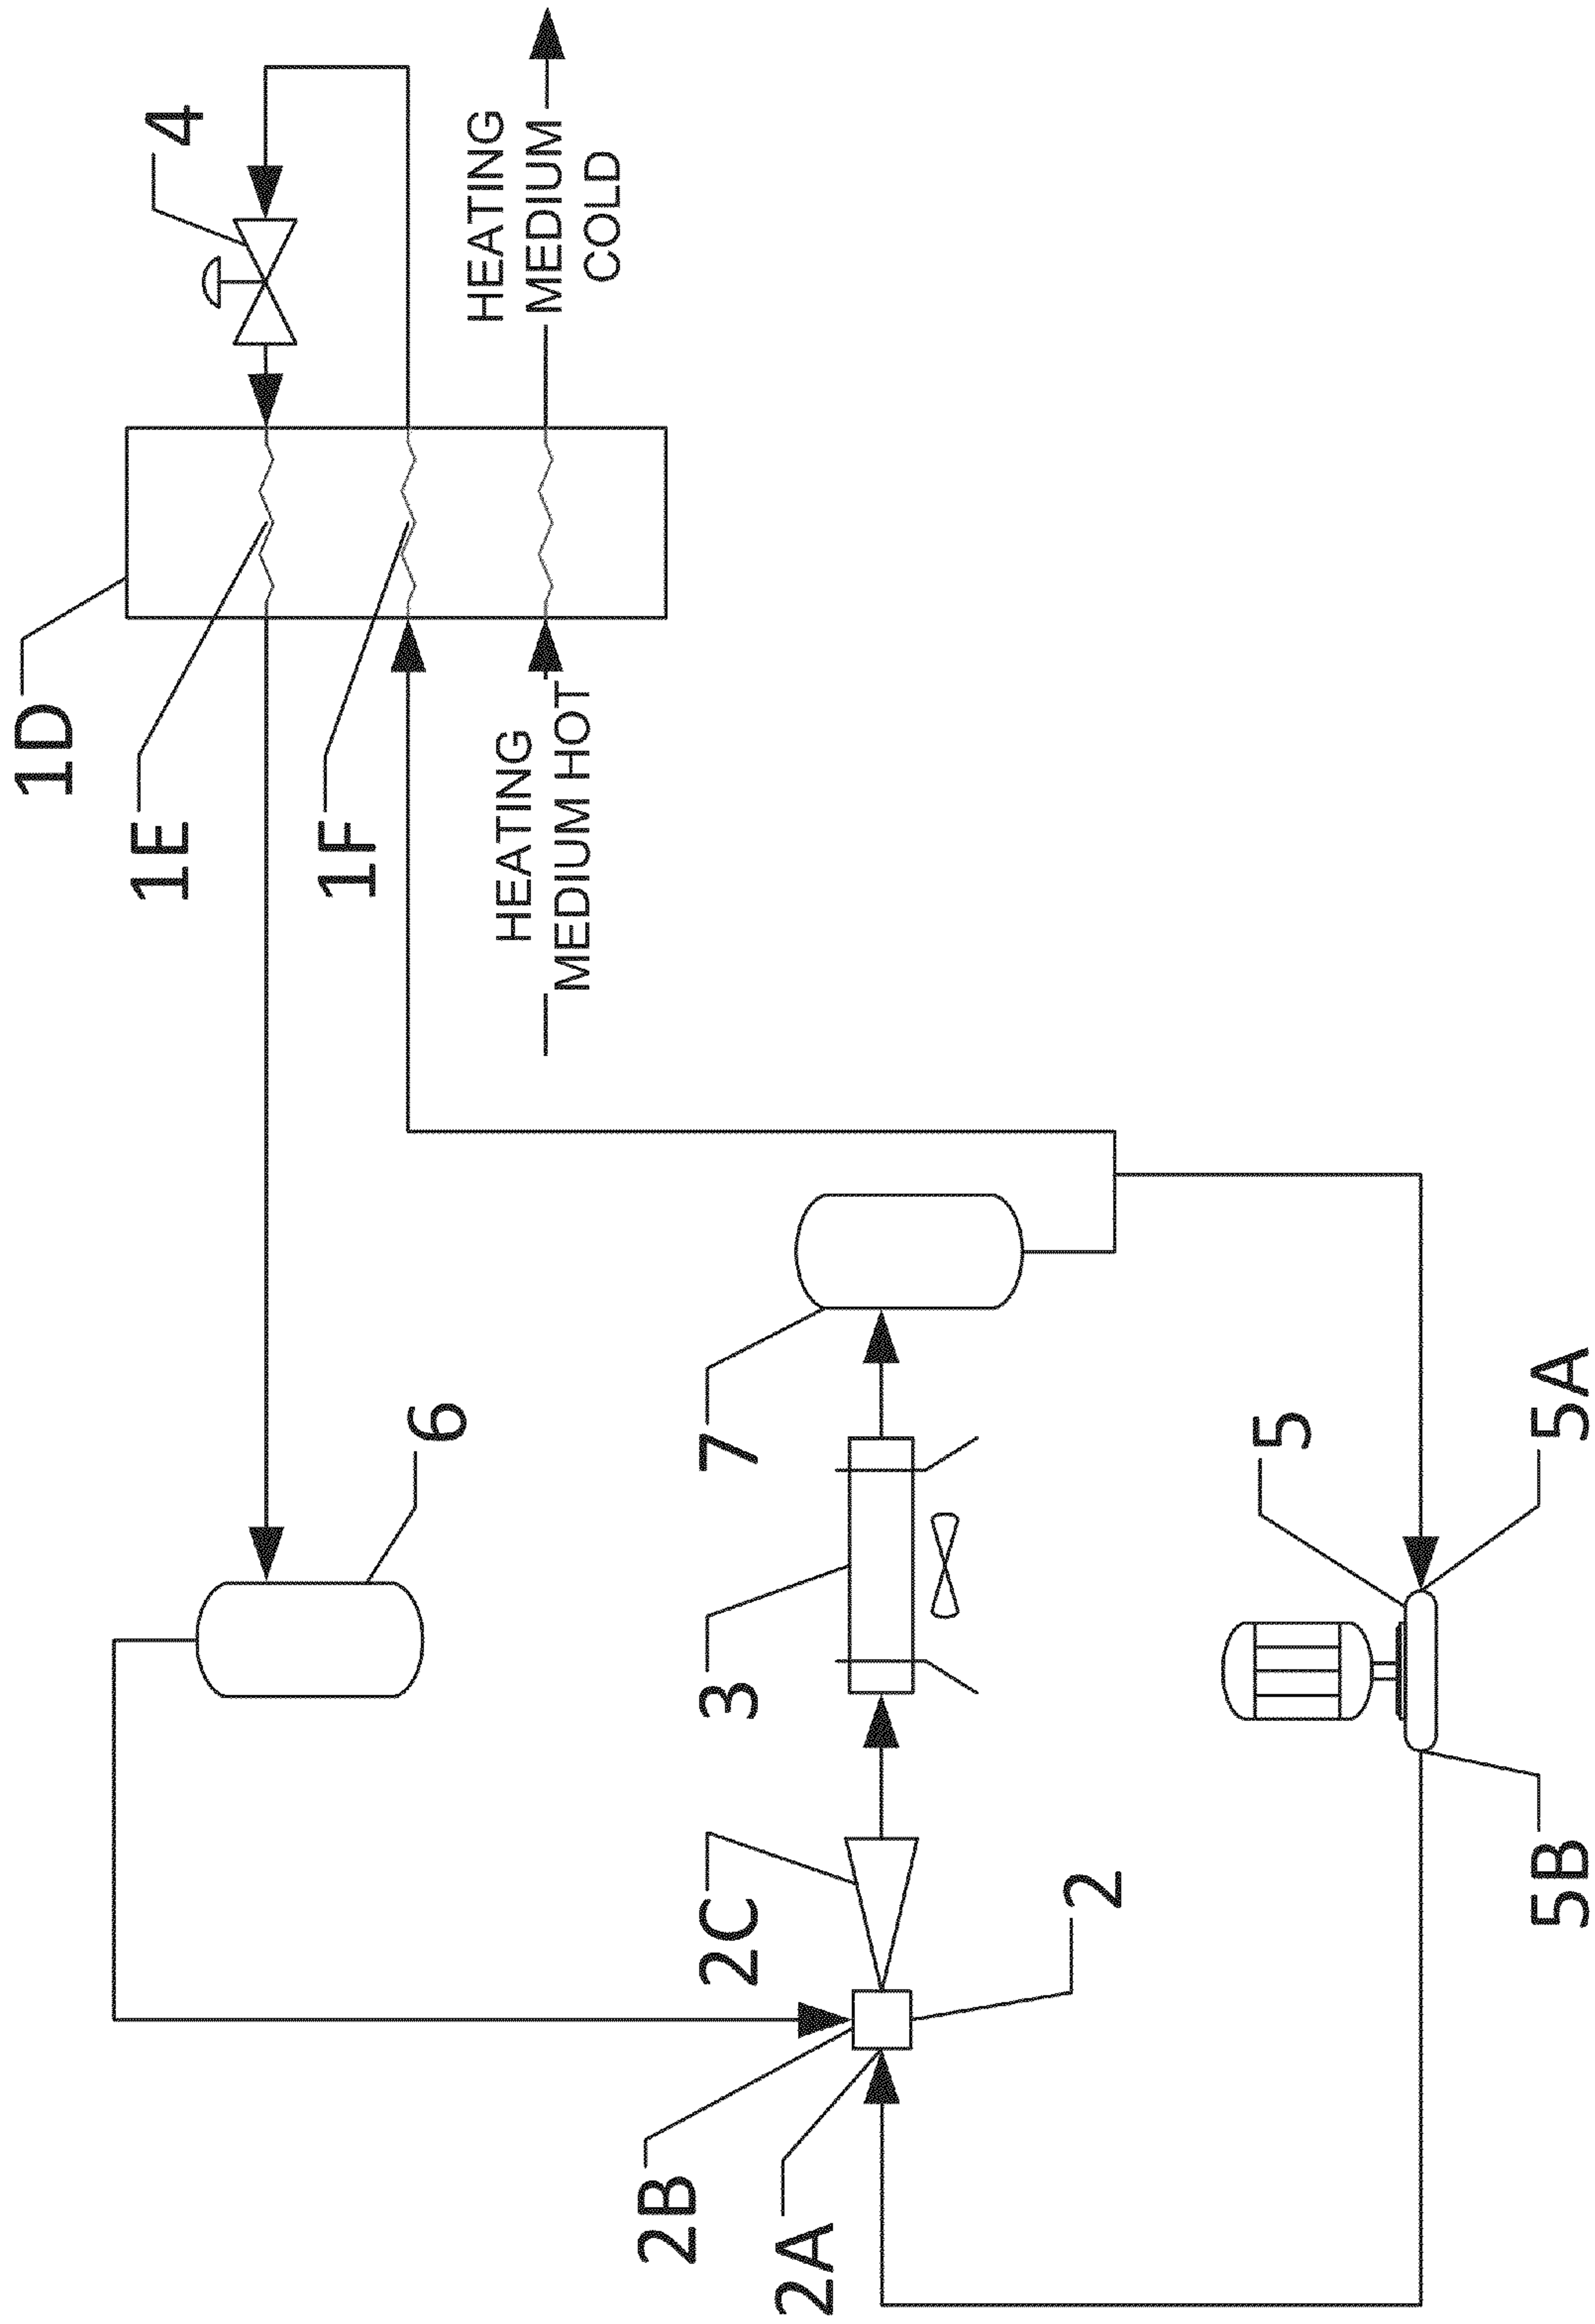 4
HEATING
MEDIUM
COLD
1D
1E
1F
HEATING
MEDIUM HOT
6
7
5
5A
3
2C
2
5B
2B
2A